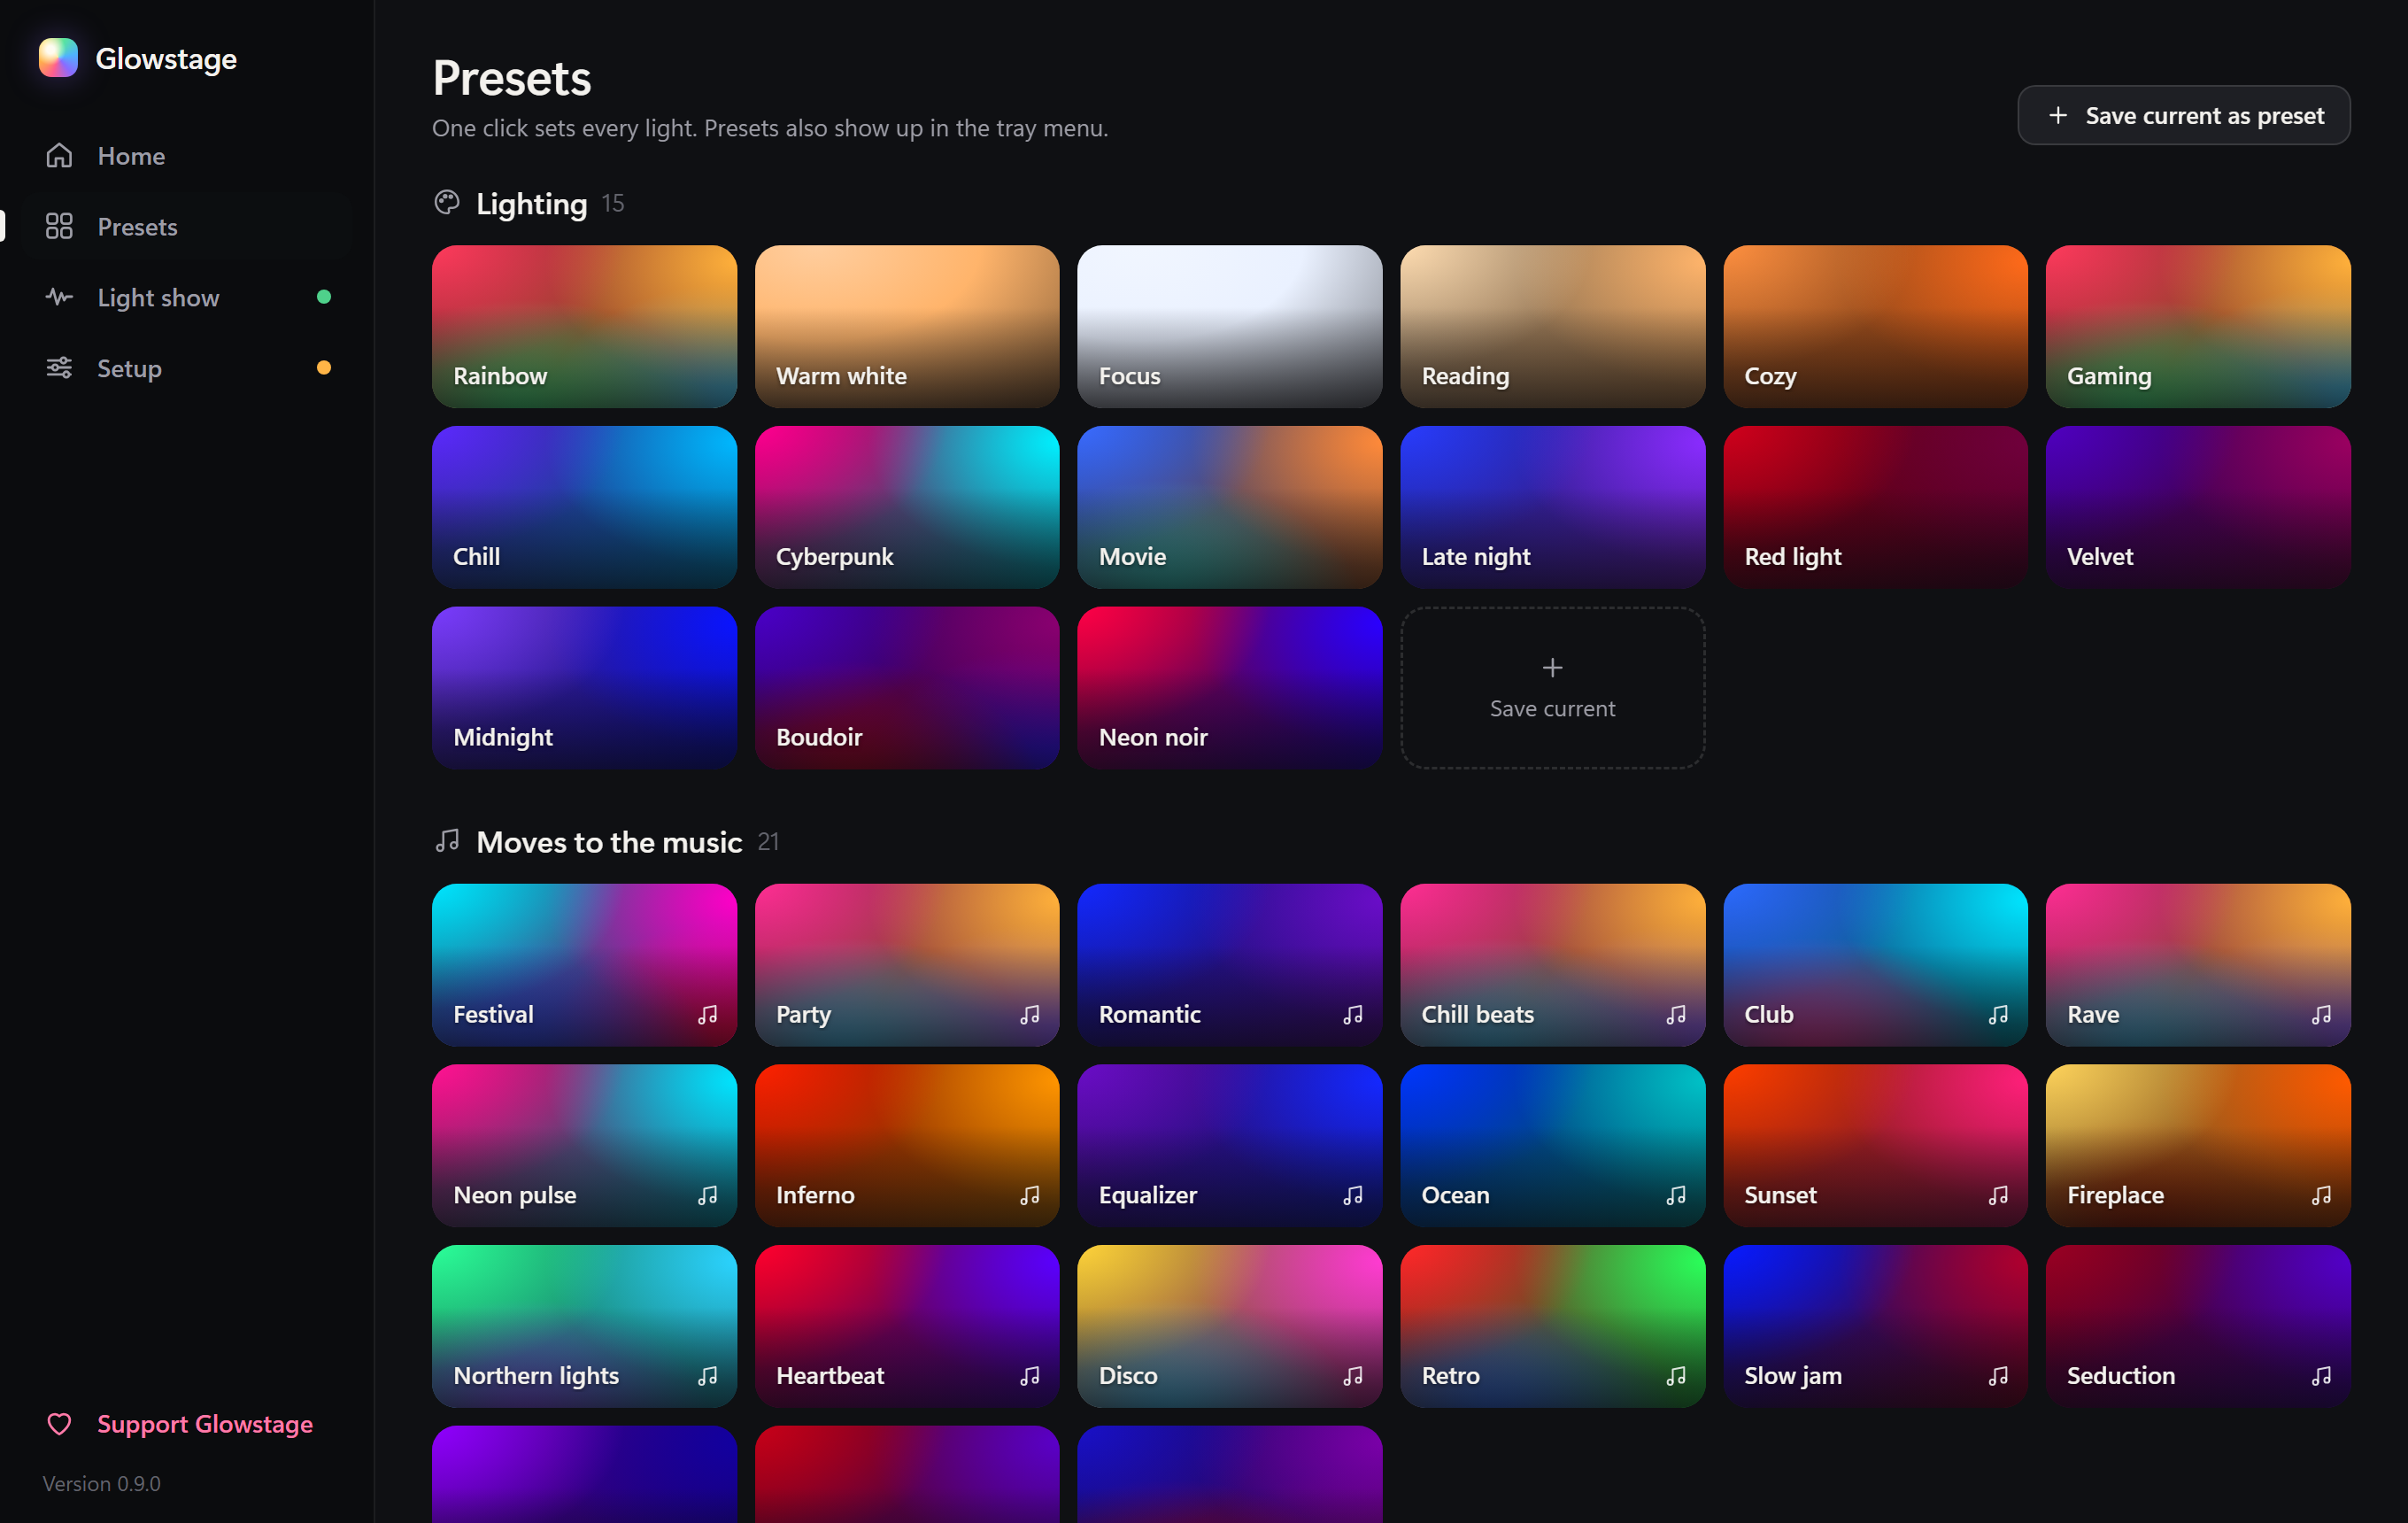 Glowstage
Home
Presets
Light show
Setup
Support Glowstage
Version 0.9.0
Presets
One click sets every light. Presets also show up in the tray menu.
Save current as preset
Lighting 15
Rainbow
Warm white
Focus
Reading
Cozy
Gaming
Chill
Cyberpunk
Movie
Late night
Red light
Velvet
Midnight
Boudoir
Neon noir
Save current
Moves to the music 21
Festival
Party
Romantic
Chill beats
Club
Rave
Neon pulse
Inferno
Equalizer
Ocean
Sunset
Fireplace
Northern lights
Heartbeat
Disco
Retro
Slow jam
Seduction